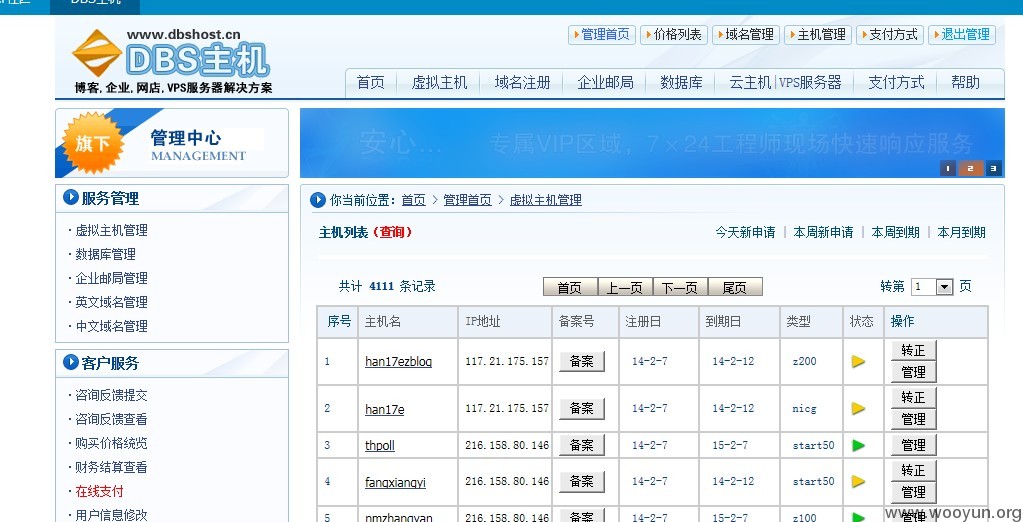 DBS主机
www.dbshost.cn
DBS主机
博客, 企业, 网店, VPS服务器解决方案
管理首页 价格列表 域名管理 主机管理 支付方式 退出管理
首页 虚拟主机 域名注册 企业邮局 数据库 云主机|VPS服务器 支付方式 帮助
旗下
管理中心
MANAGEMENT
安心... 专属VIP区域，7×24工程师现场快速响应服务
1 2 3
服务管理
·虚拟主机管理
·数据库管理
·企业邮局管理
·英文域名管理
·中文域名管理
客户服务
·咨询反馈提交
·咨询反馈查看
·购买价格统览
·财务结算查看
·在线支付
·用户信息修改
你当前位置：首页 > 管理首页 > 虚拟主机管理
主机列表（查询） 今天新申请 | 本周新申请 | 本周到期 | 本月到期
共计 4111 条记录 首页 上一页 下一页 尾页 转第 1 页
序号 主机名 IP地址 备案号 注册日 到期日 类型 状态 操作
1 han17ezblog 117.21.175.157 备案 14-2-7 14-2-12 z200 转正 管理
2 han17e 117.21.175.157 备案 14-2-7 14-2-12 nicg 转正 管理
3 thpoll 216.158.80.146 备案 14-2-7 15-2-7 start50 管理
4 fangxiangyi 216.158.80.146 备案 14-2-7 14-2-12 start50 转正 管理
5 nmzhangyan 216.158.80.146 备案 14-2-7 15-2-7 z100 管理
www.wooyun.org